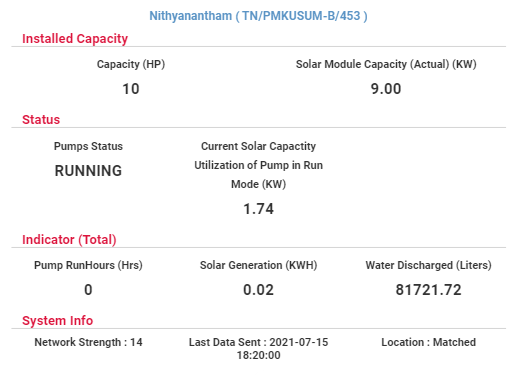 Nithyanantham ( TN/PMKUSUM-B/453 )
Installed Capacity
Capacity (HP)
Solar Module Capacity (Actual) (KW)
10
9.00
Status
Pumps Status
RUNNING
Current Solar Capactity
Utilization of Pump in Run
Mode (KW)
1.74
Indicator (Total)
Pump RunHours (Hrs)
Solar Generation (KWH)
Water Discharged (Liters)
0
0.02
81721.72
System Info
Network Strength : 14
Last Data Sent : 2021-07-15
18:20:00
Location : Matched